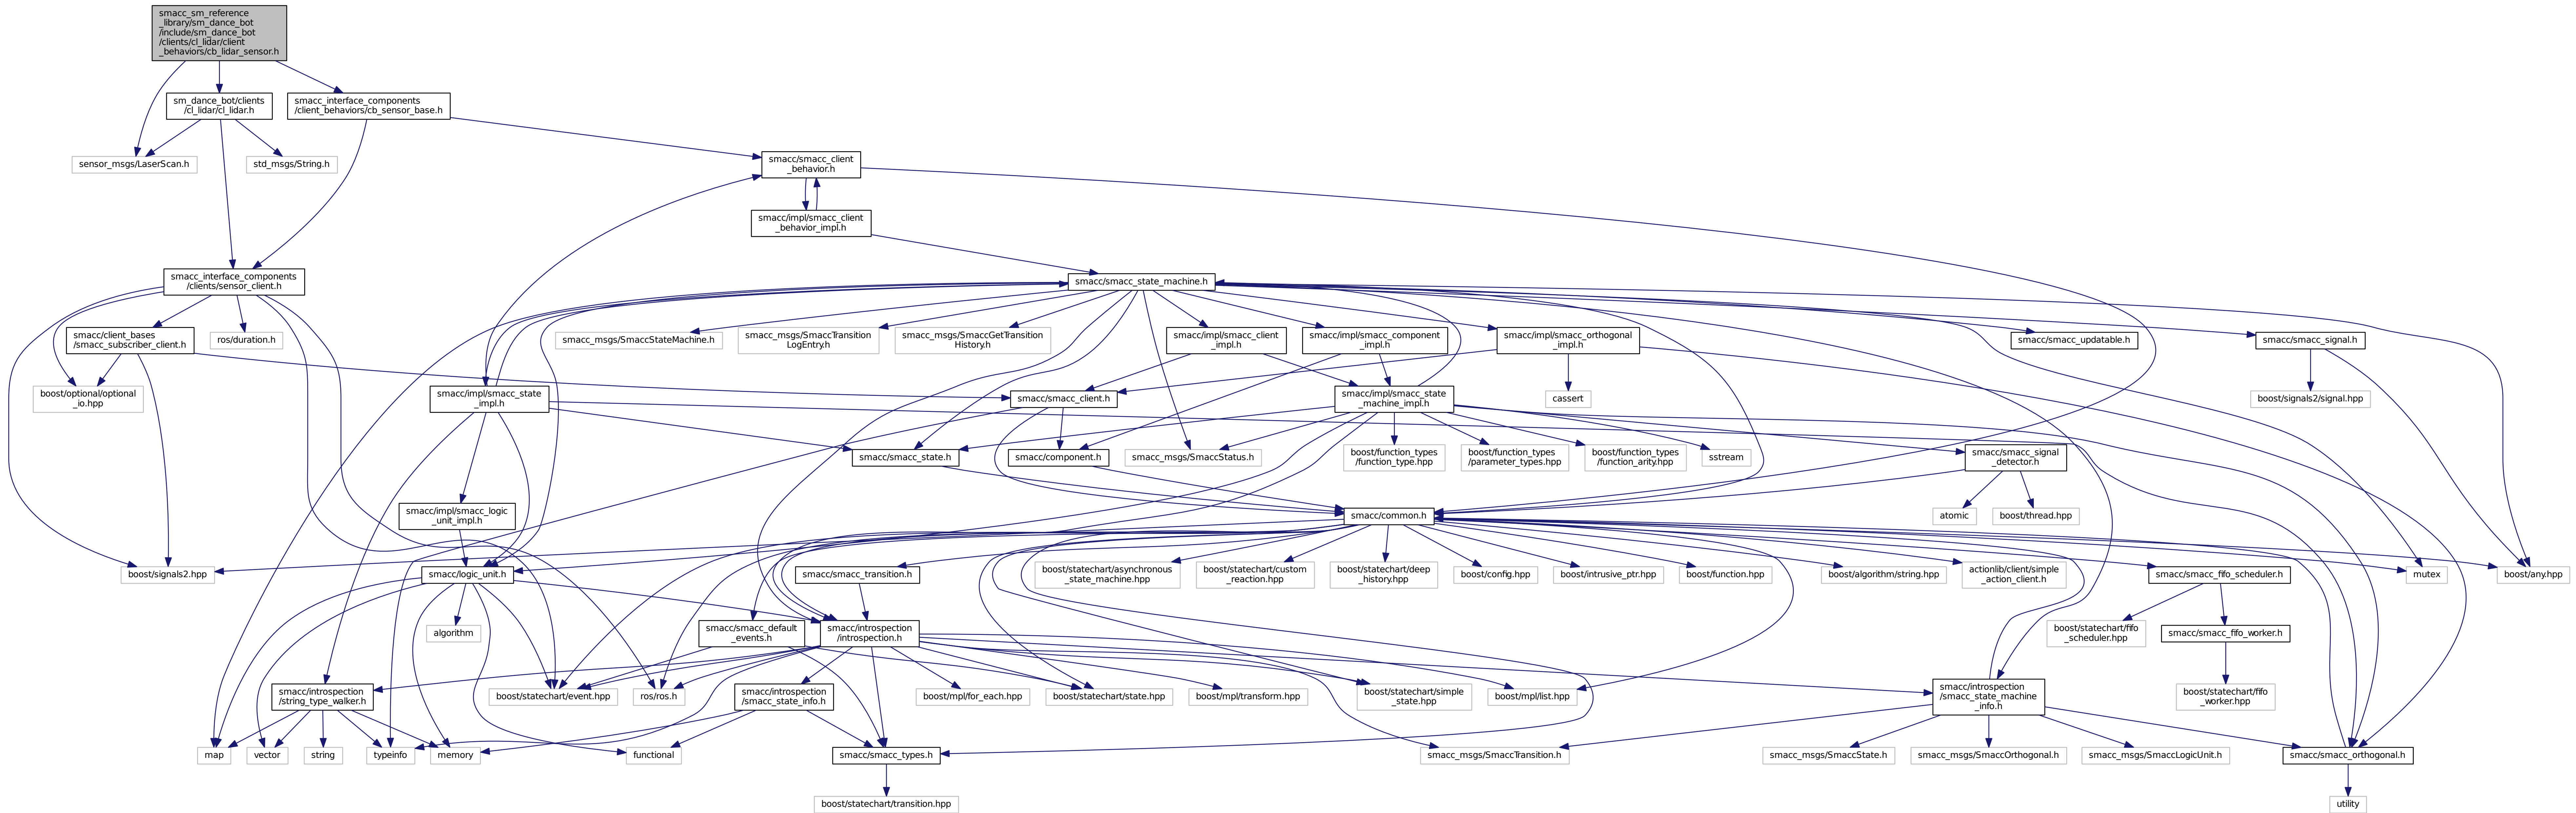 smacc_sm_reference
_library/sm_dance_bot
/include/sm_dance_bot
/clients/cl_lidar/client
_behaviors/cb_lidar_sensor.h
sm_dance_bot/clients
/cl_lidar/cl_lidar.h
smacc_interface_components
/client_behaviors/cb_sensor_base.h
sensor_msgs/LaserScan.h
std_msgs/String.h
smacc/smacc_client
_behavior.h
smacc/impl/smacc_client
_behavior_impl.h
smacc_interface_components
/clients/sensor_client.h
smacc/smacc_state_machine.h
smacc/client_bases
/smacc_subscriber_client.h
ros/duration.h
smacc_msgs/SmaccStateMachine.h
smacc_msgs/SmaccTransition
LogEntry.h
smacc_msgs/SmaccGetTransition
History.h
smacc/impl/smacc_client
_impl.h
smacc/impl/smacc_component
_impl.h
smacc/impl/smacc_orthogonal
_impl.h
smacc/smacc_updatable.h
smacc/smacc_signal.h
boost/optional/optional
_io.hpp
smacc/impl/smacc_state
_impl.h
smacc/smacc_client.h
smacc/impl/smacc_state
_machine_impl.h
cassert
boost/signals2/signal.hpp
smacc/smacc_state.h
smacc/component.h
smacc_msgs/SmaccStatus.h
boost/function_types
/function_type.hpp
boost/function_types
/parameter_types.hpp
boost/function_types
/function_arity.hpp
sstream
smacc/smacc_signal
_detector.h
smacc/impl/smacc_logic
_unit_impl.h
smacc/common.h
atomic
boost/thread.hpp
boost/signals2.hpp
smacc/logic_unit.h
smacc/smacc_transition.h
boost/statechart/asynchronous
_state_machine.hpp
boost/statechart/custom
_reaction.hpp
boost/statechart/deep
_history.hpp
boost/config.hpp
boost/intrusive_ptr.hpp
boost/function.hpp
boost/algorithm/string.hpp
actionlib/client/simple
_action_client.h
smacc/smacc_fifo_scheduler.h
mutex
boost/any.hpp
algorithm
smacc/smacc_default
_events.h
smacc/introspection
/introspection.h
boost/statechart/fifo
_scheduler.hpp
smacc/smacc_fifo_worker.h
smacc/introspection
/string_type_walker.h
boost/statechart/event.hpp
ros/ros.h
smacc/introspection
/smacc_state_info.h
boost/mpl/for_each.hpp
boost/statechart/state.hpp
boost/mpl/transform.hpp
boost/statechart/simple
_state.hpp
boost/mpl/list.hpp
smacc/introspection
/smacc_state_machine
_info.h
boost/statechart/fifo
_worker.hpp
map
vector
string
typeinfo
memory
functional
smacc/smacc_types.h
smacc_msgs/SmaccTransition.h
smacc_msgs/SmaccState.h
smacc_msgs/SmaccOrthogonal.h
smacc_msgs/SmaccLogicUnit.h
smacc/smacc_orthogonal.h
boost/statechart/transition.hpp
utility